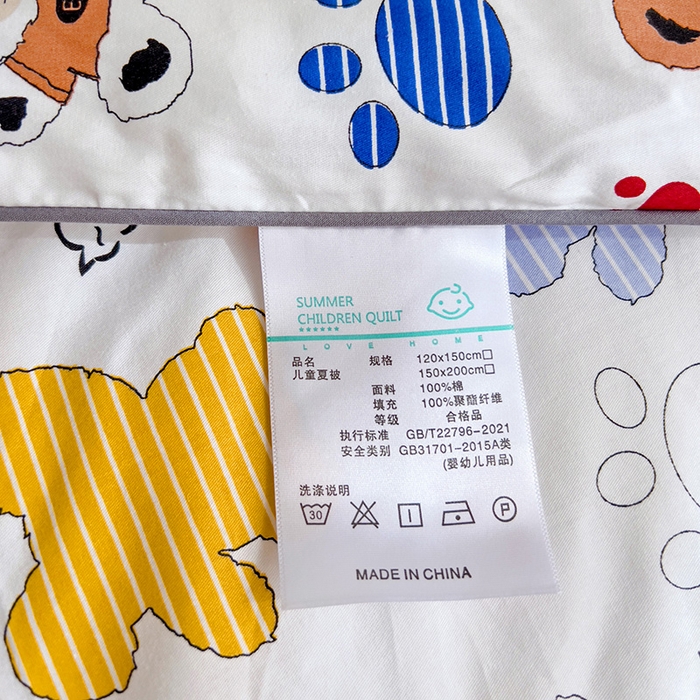 SUMMER
CHILDREN QUILT
******
LOVE HOME
品名 规格 120x150cm□
儿童夏被 150x200cm□
面料 100%棉
填充 100%聚酯纤维
等级 合格品
执行标准 GB/T22796-2021
安全类别 GB31701-2015A类
(婴幼儿用品)
洗涤说明
30 P
MADE IN CHINA